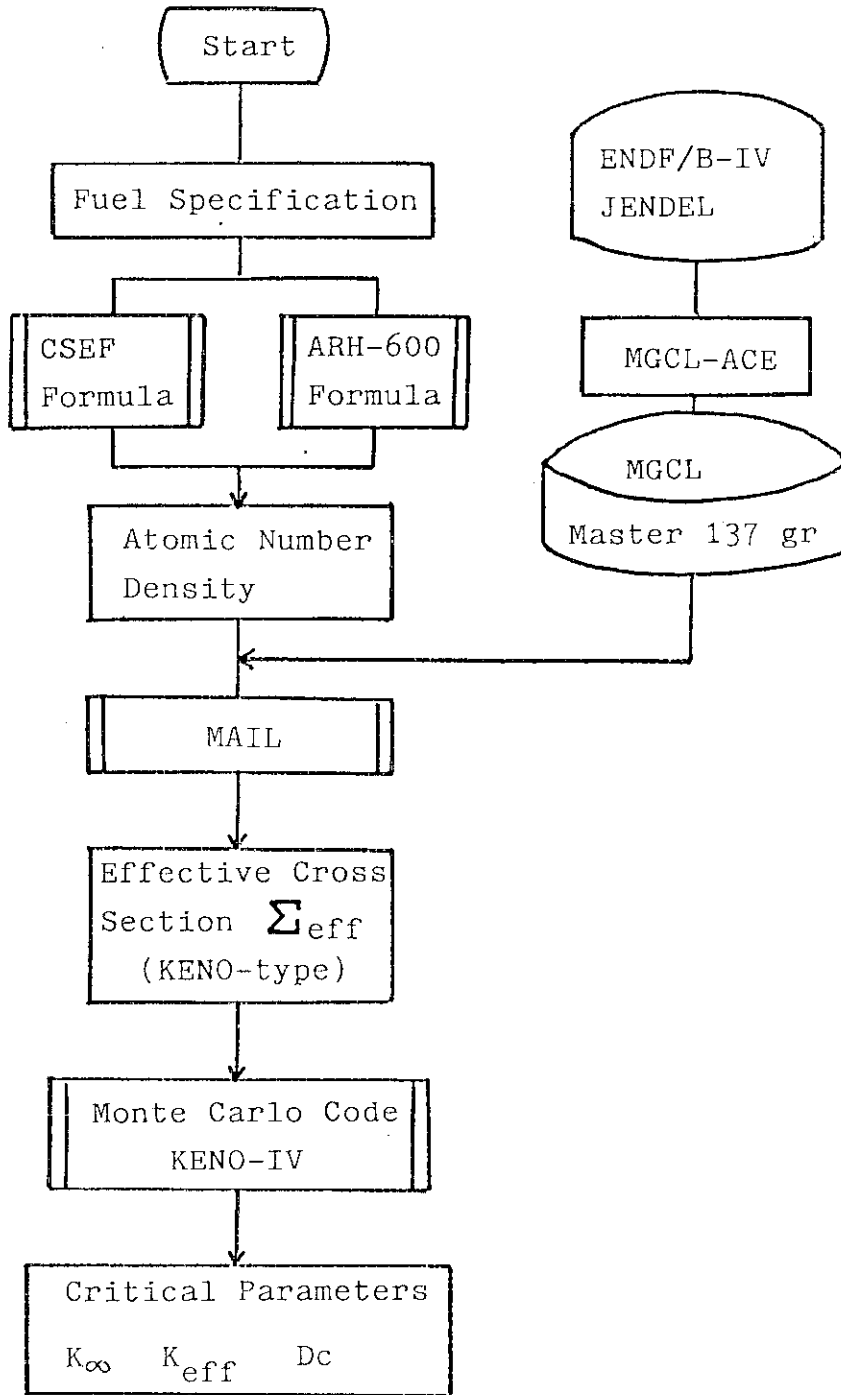 Start
Fuel Specification
CSEF
Formula
ARH-600
Formula
Atomic Number
Density
ENDF/B-IV
JENDEL
MGCL-ACE
MGCL
Master 137 gr
MAIL
Effective Cross
Section Σeff
(KENO-type)
Monte Carlo Code
KENO-IV
Critical Parameters
K∞ Keff Dc